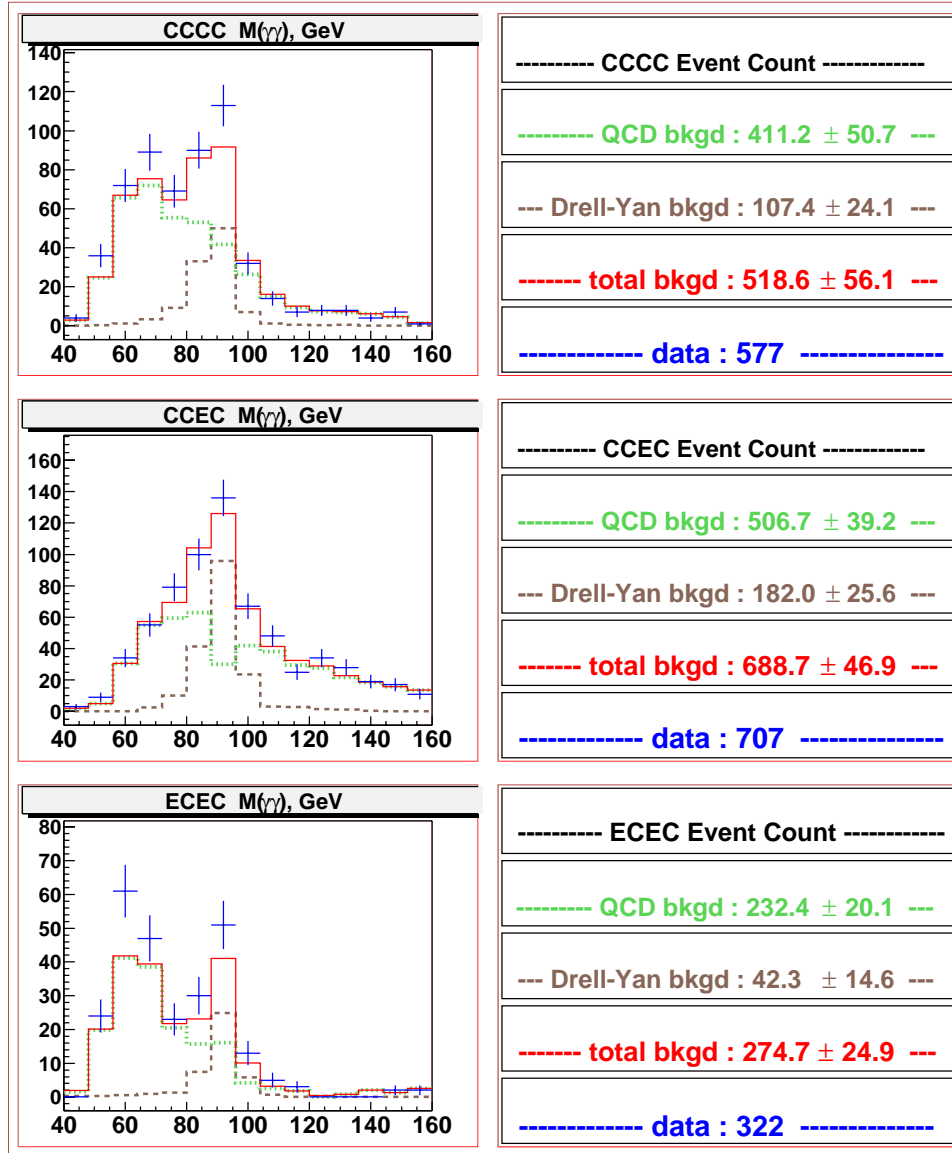 CCCC M(γγ), GeV
140
120
100
80
60
40
20
0
40 60 80 100 120 140 160
---------- CCCC Event Count -------------
--------- QCD bkgd : 411.2 ± 50.7 ---
--- Drell-Yan bkgd : 107.4 ± 24.1 ---
------- total bkgd : 518.6 ± 56.1 ---
------------- data : 577 ---------------
CCEC M(γγ), GeV
160
140
120
100
80
60
40
20
0
40 60 80 100 120 140 160
---------- CCEC Event Count -------------
--------- QCD bkgd : 506.7 ± 39.2 ---
--- Drell-Yan bkgd : 182.0 ± 25.6 ---
------- total bkgd : 688.7 ± 46.9 ---
------------- data : 707 ---------------
ECEC M(γγ), GeV
80
70
60
50
40
30
20
10
0
40 60 80 100 120 140 160
---------- ECEC Event Count ------------
--------- QCD bkgd : 232.4 ± 20.1 ---
--- Drell-Yan bkgd : 42.3 ± 14.6 ---
------- total bkgd : 274.7 ± 24.9 ---
------------- data : 322 --------------